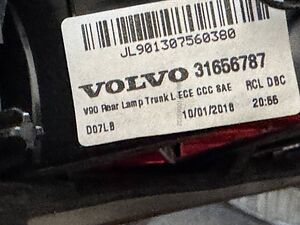 JL901307560380
VOLVO 31656787
V90 Rear Lamp Trunk L ECE CCC SAE RCL DBC
D07LB 10/01/2018 20:56